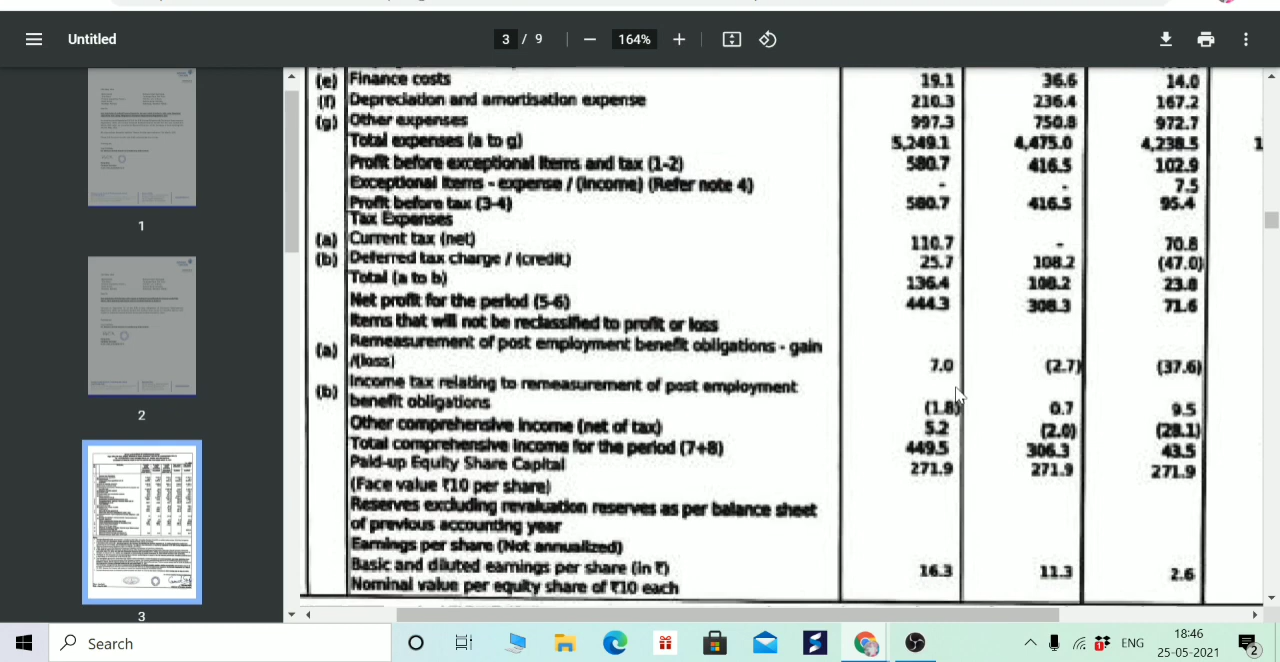 Untitled 3 / 9 164%
(e) Finance costs 19.1 36.6 14.0
(f) Depreciation and amortisation expense 210.3 236.4 167.2
(g) Other expenses 997.3 750.8 972.7
Total expenses (a to g) 5,249.1 4,475.0 4,238.5 1
Profit before exceptional items and tax (1-2) 580.7 416.5 102.9
Exceptional items - expense / (income) (Refer note 4) - - 7.5
Profit before tax (3-4) 580.7 416.5 95.4
Tax Expenses
(a) Current tax (net) 110.7 - 70.8
(b) Deferred tax charge / (credit) 25.7 108.2 (47.0)
Total (a to b) 136.4 108.2 23.8
Net profit for the period (5-6) 444.3 308.3 71.6
Items that will not be reclassified to profit or loss
(a) Remeasurement of post employment benefit obligations - gain
/(loss) 7.0 (2.7) (37.6)
(b) Income tax relating to remeasurement of post employment
benefit obligations (1.8) 0.7 9.5
Other comprehensive income (net of tax) 5.2 (2.0) (28.1)
Total comprehensive income for the period (7+8) 449.5 306.3 43.5
Paid-up Equity Share Capital 271.9 271.9 271.9
(Face value ₹10 per share)
Reserves excluding revaluation reserves as per balance sheet
of previous accounting year
Earnings per share (Not annualized)
Basic and diluted earnings per share (in ₹) 16.3 11.3 2.6
Nominal value per equity share of ₹10 each
1
2
3
Search
ENG
18:46
25-05-2021
2